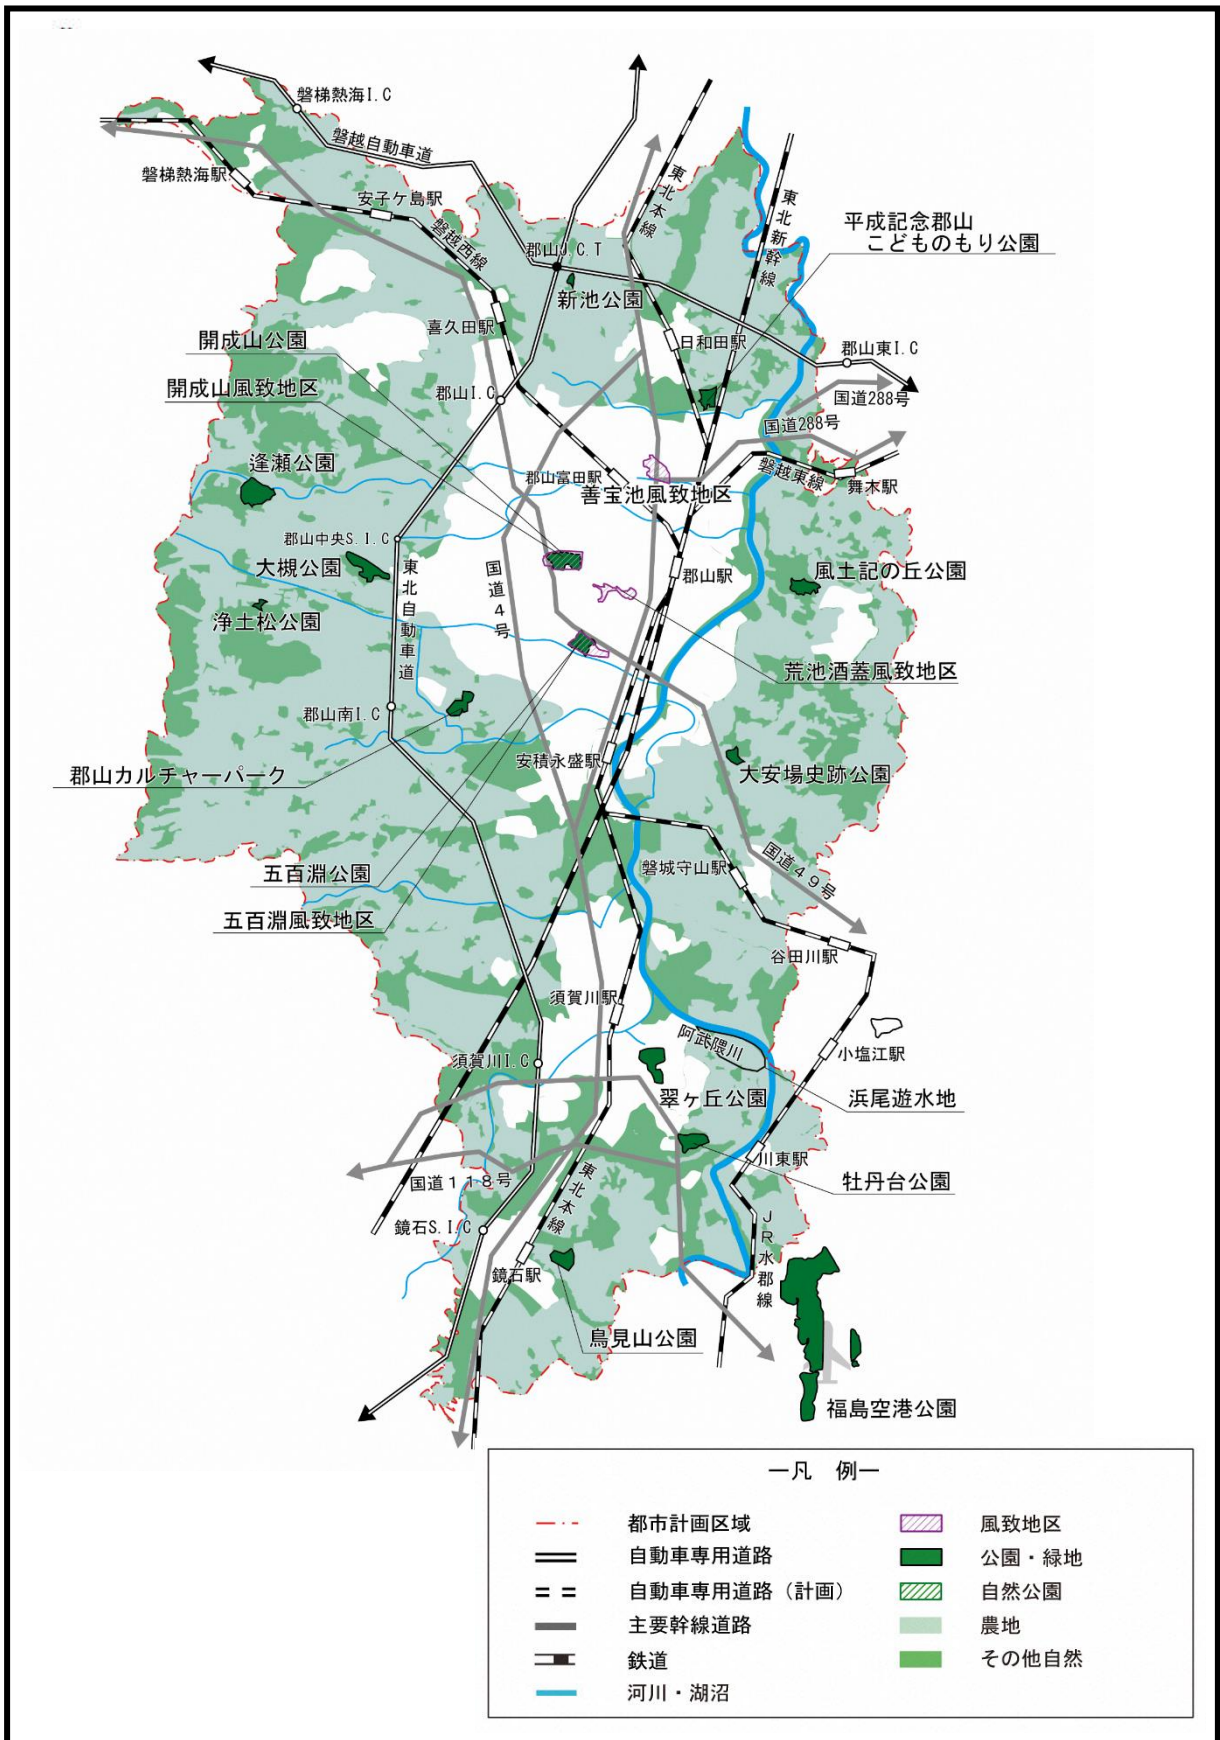 磐梯熱海I.C
磐越自動車道
磐梯熱海駅
安子ケ島駅
磐越西線
東北本線
東北新幹線
平成記念郡山
こどものもり公園
郡山J.C.T
新池公園
喜久田駅
日和田駅
郡山東I.C
開成山公園
開成山風致地区
郡山I.C
国道288号
国道288号
逢瀬公園
郡山富田駅
善宝池風致地区
磐越東線
舞木駅
郡山中央S.I.C
大槻公園
東北自動車道
国道4号
郡山駅
風土記の丘公園
浄土松公園
荒池酒蓋風致地区
郡山南I.C
郡山カルチャーパーク
安積永盛駅
大安場史跡公園
五百淵公園
磐城守山駅
国道49号
五百淵風致地区
谷田川駅
須賀川駅
阿武隈川
小塩江駅
須賀川I.C
翠ヶ丘公園
浜尾遊水地
川東駅
国道118号
牡丹台公園
東北本線
鏡石S.I.C
JR水郡線
鏡石駅
鳥見山公園
福島空港公園
―凡 例―
都市計画区域
風致地区
自動車専用道路
公園・緑地
自動車専用道路（計画）
自然公園
主要幹線道路
農地
鉄道
その他自然
河川・湖沼